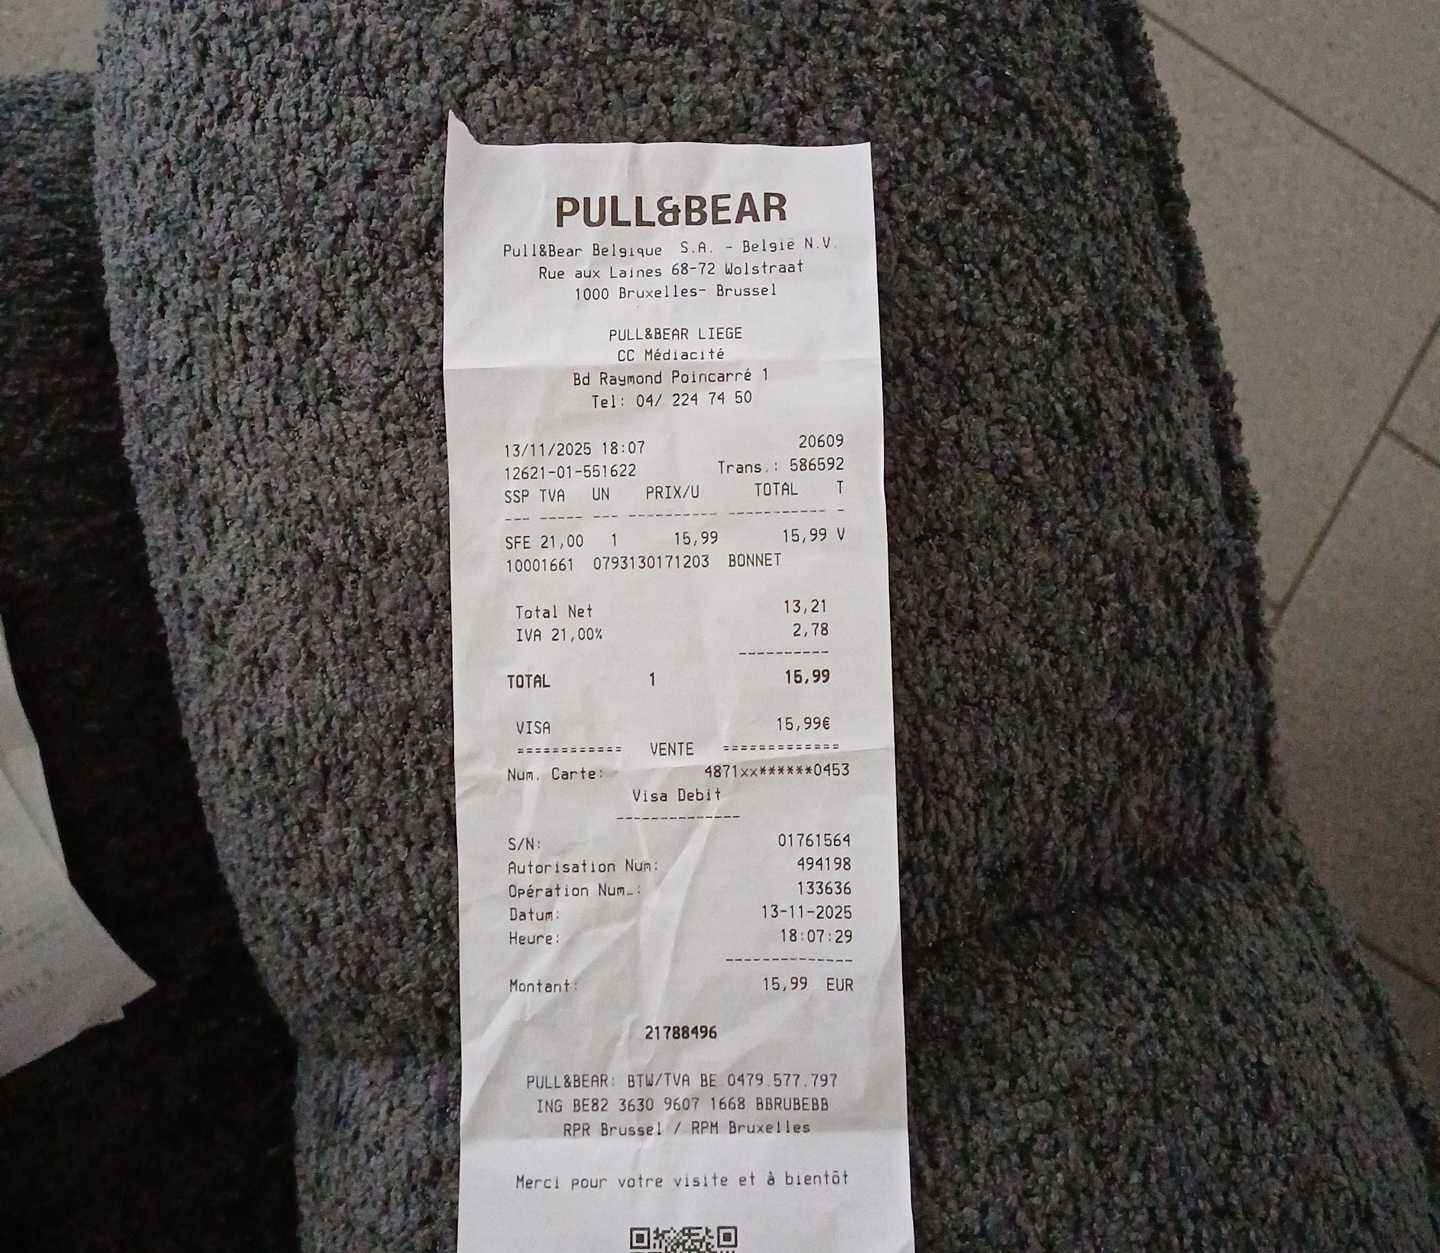 PULL&BEAR
Pull&Bear Belgique S.A. - België N.V.
Rue aux Laines 68-72 Wolstraat
1000 Bruxelles- Brussel
PULL&BEAR LIEGE
CC Médiacité
Bd Raymond Poincarré 1
Tel: 04/ 224 74 50
13/11/2025 18:07 20609
12621-01-551622 Trans.: 586592
SSP TVA UN PRIX/U TOTAL T
--- ----- --- ---------- ----------- -
SFE 21,00 1 15,99 15,99 V
10001661 0793130171203 BONNET
Total Net 13,21
IVA 21,00% 2,78
----------
TOTAL 1 15,99
VISA 15,99€
============ VENTE =============
Num. Carte: 4871xx******0453
Visa Debit
--------------
S/N: 01761564
Autorisation Num: 494198
Opération Num.: 133636
Datum: 13-11-2025
Heure: 18:07:29
--------------
Montant: 15,99 EUR
21788496
PULL&BEAR: BTW/TVA BE 0479.577.797
ING BE82 3630 9607 1668 BBRUBEBB
RPR Brussel / RPM Bruxelles
Merci pour votre visite et à bientôt